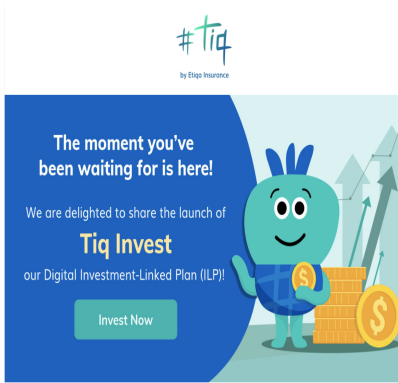 #tiq
by Etiqa Insurance
The moment you've
been waiting for is here!
We are delighted to share the launch of
Tiq Invest
our Digital Investment-Linked Plan (ILP)!
Invest Now
$
$